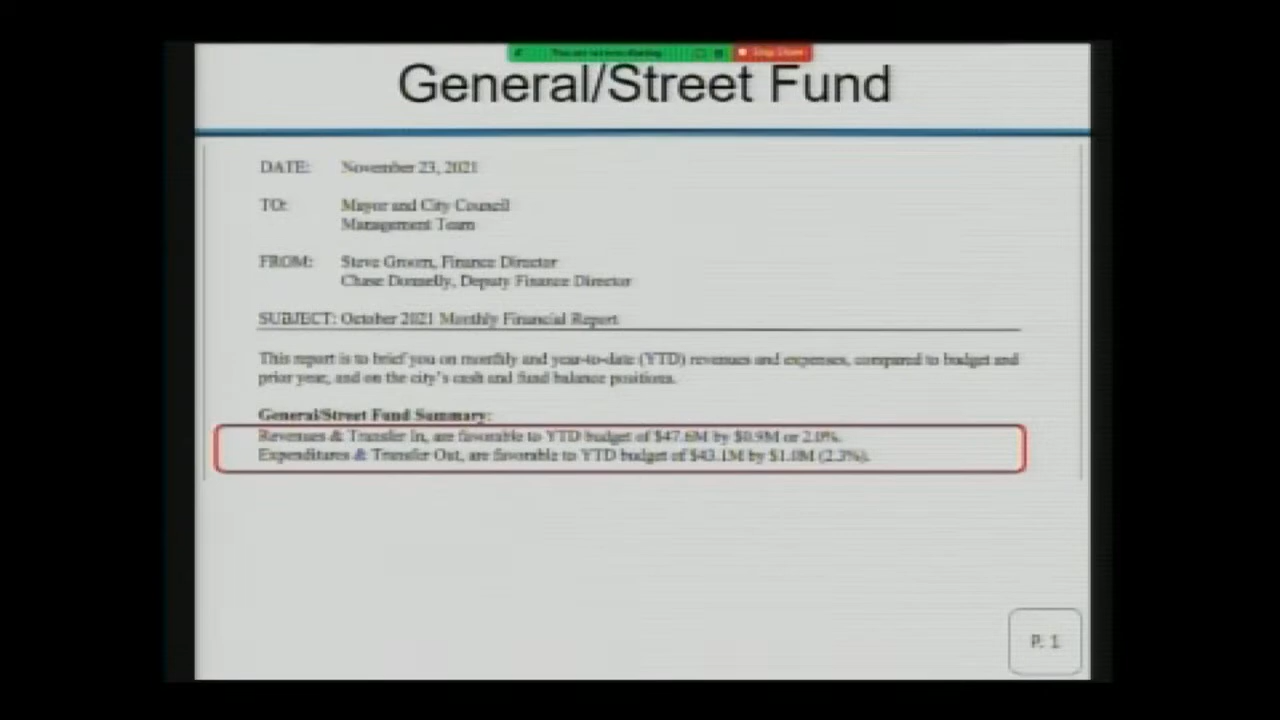 General/Street Fund
DATE: November 23, 2021
TO: Mayor and City Council
Management Team
FROM: Steve Groom, Finance Director
Chase Donnelly, Deputy Finance Director
SUBJECT: October 2021 Monthly Financial Report
This report is to brief you on monthly and year-to-date (YTD) revenues and expenses, compared to budget and
prior year, and on the city's cash and fund balance positions.
General/Street Fund Summary:
Revenues & Transfer In, are favorable to YTD budget of $47.6M by $0.9M or 2.0%.
Expenditures & Transfer Out, are favorable to YTD budget of $43.1M by $1.0M (2.3%).
P. 1